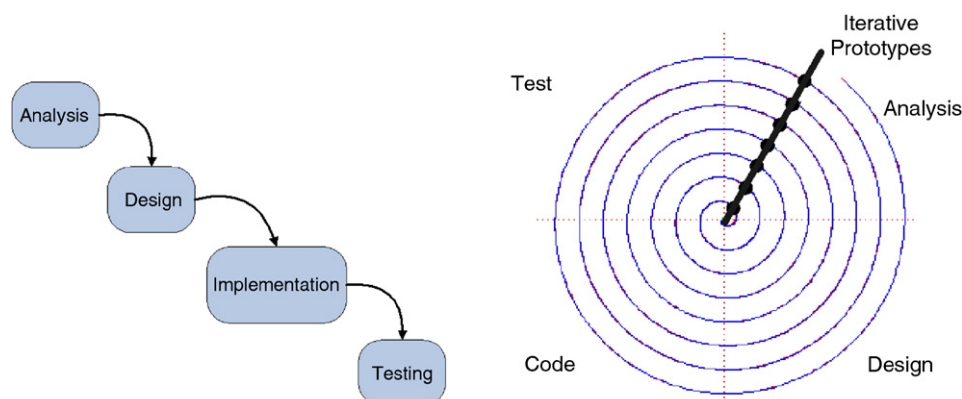 Analysis
Design
Implementation
Testing
Iterative
Prototypes
Test
Analysis
Code
Design